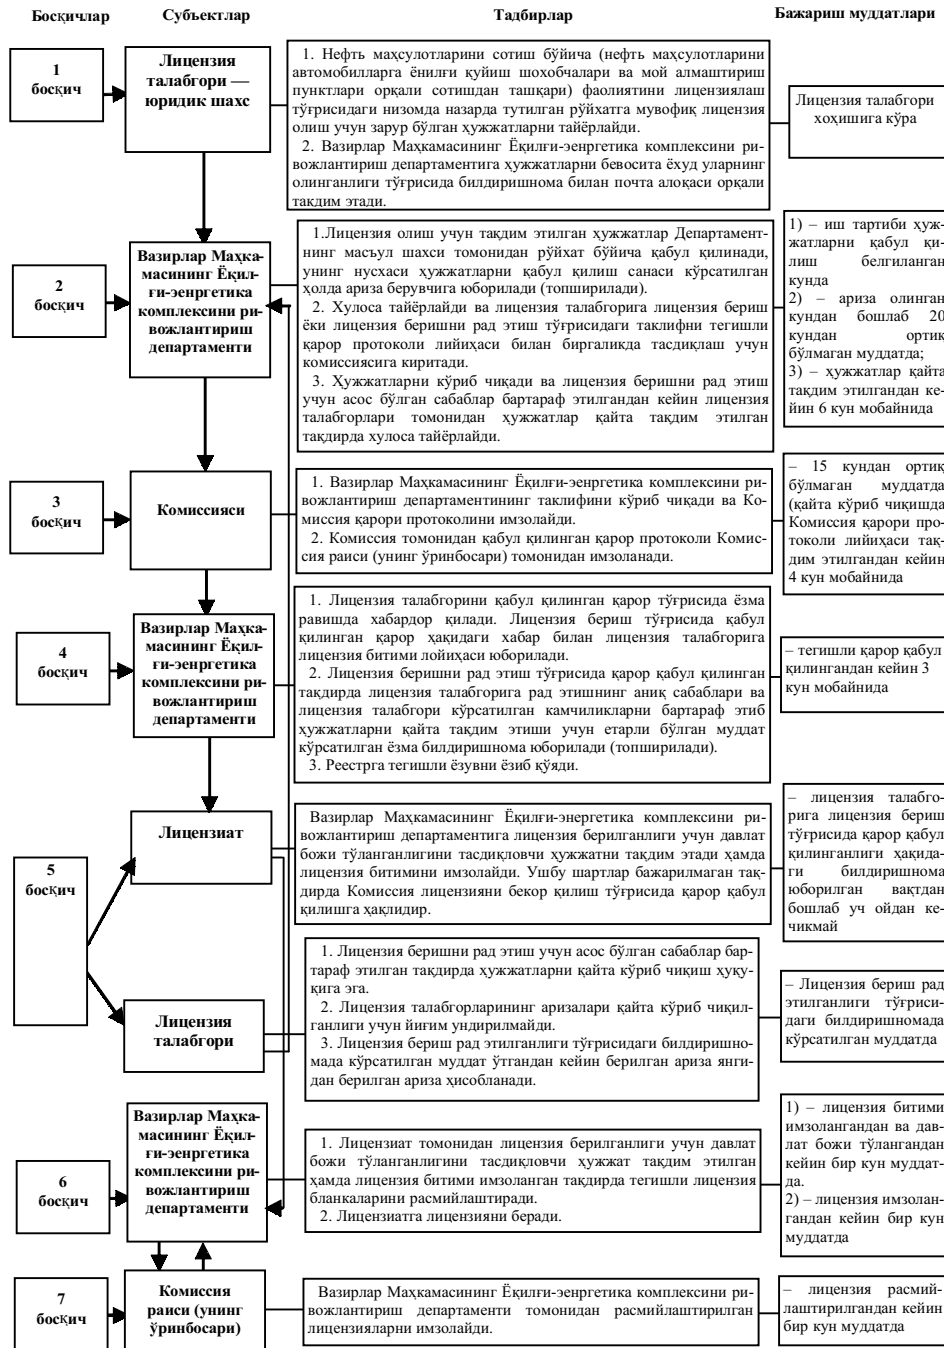 Босқичлар Субъектлар Тадбирлар Бажариш муддатлари
1
босқич
Лицензия
талабгори —
юридик шахс
1. Нефть маҳсулотларини сотиш бўйича (нефть маҳсулотларини
автомобилларга ёнилғи қуйиш шохобчалари ва мой алмаштириш
пунктлари орқали сотишдан ташқари) фаолиятини лицензиялаш
тўғрисидаги низомда назарда тутилган рўйхатга мувофиқ лицензия
олиш учун зарур бўлган ҳужжатларни тайёрлайди.
2. Вазирлар Маҳкамасининг Ёқилғи-эенргетика комплексини ри-
вожлантириш департаментига ҳужжатларни бевосита ёхуд уларнинг
олинганлиги тўғрисида билдиришнома билан почта алоқаси орқали
тақдим этади.
Лицензия талабгори
хоҳишига кўра
2
босқич
Вазирлар Маҳка-
масининг Ёқил-
ғи-эенргетика
комплексини ри-
вожлантириш
департаменти
1.Лицензия олиш учун тақдим этилган ҳужжатлар Департамент-
нинг масъул шахси томонидан рўйхат бўйича қабул қилинади,
унинг нусхаси ҳужжатларни қабул қилиш санаси кўрсатилган
ҳолда ариза берувчига юборилади (топширилади).
2. Хулоса тайёрлайди ва лицензия талабгорига лицензия бериш
ёки лицензия беришни рад этиш тўғрисидаги таклифни тегишли
қарор протоколи лийиҳаси билан биргаликда тасдиқлаш учун
комиссиясига киритади.
3. Ҳужжатларни кўриб чиқади ва лицензия беришни рад этиш
учун асос бўлган сабаблар бартараф этилгандан кейин лицензия
талабгорлари томонидан ҳужжатлар қайта тақдим этилган
тақдирда хулоса тайёрлайди.
1) – иш тартиби ҳуж-
жатларни қабул қи-
лиш белгиланган
кунда
2) – ариза олинган
кундан бошлаб 20
кундан ортиқ
бўлмаган муддатда;
3) – ҳужжатлар қайта
тақдим этилгандан ке-
йин 6 кун мобайнида
3
босқич
Комиссияси
1. Вазирлар Маҳкамасининг Ёқилғи-эенргетика комплексини ри-
вожлантириш департаментининг таклифини кўриб чиқади ва Ко-
миссия қарори протоколини имзолайди.
2. Комиссия томонидан қабул қилинган қарор протоколи Комис-
сия раиси (унинг ўринбосари) томонидан имзоланади.
– 15 кундан ортиқ
бўлмаган муддатда
(қайта кўриб чиқишда
Комиссия қарори про-
токоли лийиҳаси тақ-
дим этилгандан кейин
4 кун мобайнида
4
босқич
Вазирлар Маҳка-
масининг Ёқил-
ғи-эенргетика
комплексини ри-
вожлантириш
департаменти
1. Лицензия талабгорини қабул қилинган қарор тўғрисида ёзма
равишда хабардор қилади. Лицензия бериш тўғрисида қабул
қилинган қарор ҳақидаги хабар билан лицензия талабгорига
лицензия битими лойиҳаси юборилади.
2. Лицензия беришни рад этиш тўғрисида қарор қабул қилинган
тақдирда лицензия талабгорига рад этишнинг аниқ сабаблари ва
лицензия талабгори кўрсатилган камчиликларни бартараф этиб
ҳужжатларни қайта тақдим этиши учун етарли бўлган муддат
кўрсатилган ёзма билдиришнома юборилади (топширилади).
3. Реестрга тегишли ёзувни ёзиб қўяди.
– тегишли қарор қабул
қилингандан кейин 3
кун мобайнида
5
босқич
Лицензиат
Вазирлар Маҳкамасининг Ёқилғи-энергетика комплексини ри-
вожлантириш департаментига лицензия берилганлиги учун давлат
божи тўланганлигини тасдиқловчи ҳужжатни тақдим этади ҳамда
лицензия битимини имзолайди. Ушбу шартлар бажарилмаган тақ-
дирда Комиссия лицензияни бекор қилиш тўғрисида қарор қабул
қилишга ҳақлидир.
– лицензия талабго-
рига лицензия бериш
тўғрисида қарор қабул
қилинганлиги ҳақида-
ги билдиришнома
юборилган вақтдан
бошлаб уч ойдан ке-
чикмай
Лицензия
талабгори
1. Лицензия беришни рад этиш учун асос бўлган сабаблар бар-
тараф этилган тақдирда ҳужжатларни қайта кўриб чиқиш ҳуқу-
қига эга.
2. Лицензия талабгорларининг аризалари қайта кўриб чиқил-
ганлиги учун йиғим ундирилмайди.
3. Лицензия бериш рад этилганлиги тўғрисидаги билдиришно-
мада кўрсатилган муддат ўтгандан кейин берилган ариза янги-
дан берилган ариза ҳисобланади.
– Лицензия бериш рад
этилганлиги тўғриси-
даги билдиришномада
кўрсатилган муддатда
6
босқич
Вазирлар Маҳка-
масининг Ёқил-
ғи-эенргетика
комплексини ри-
вожлантириш
департаменти
1. Лицензиат томонидан лицензия берилганлиги учун давлат
божи тўланганлигини тасдиқловчи ҳужжат тақдим этилган
ҳамда лицензия битими имзоланган тақдирда тегишли лицензия
бланкаларини расмийлаштиради.
2. Лицензиатга лицензияни беради.
1) – лицензия битими
имзолангандан ва дав-
лат божи тўлангандан
кейин бир кун муддат-
да.
2) – лицензия имзолан-
гандан кейин бир кун
муддатда
7
босқич
Комиссия
раиси (унинг
ўринбосари)
Вазирлар Маҳкамасининг Ёқилғи-эенргетика комплексини ри-
вожлантириш департаменти томонидан расмийлаштирилган
лицензияларни имзолайди.
– лицензия расмий-
лаштирилгандан кейин
бир кун муддатда